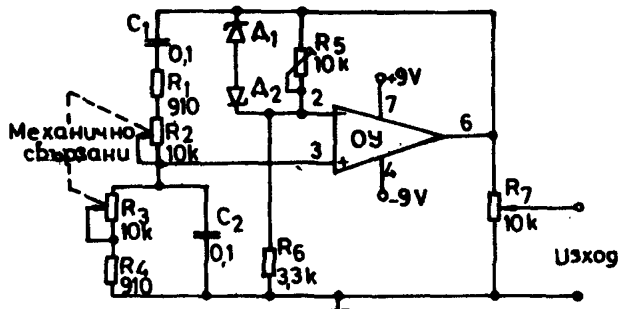 C1
0,1
R1
910
Механично
свързани
R2
10k
R3
10k
R4
910
C2
0,1
Д1
Д2
R5
10k
2
3
ОУ
+9V
7
4
-9V
6
R6
3,3k
R7
10k
Изход